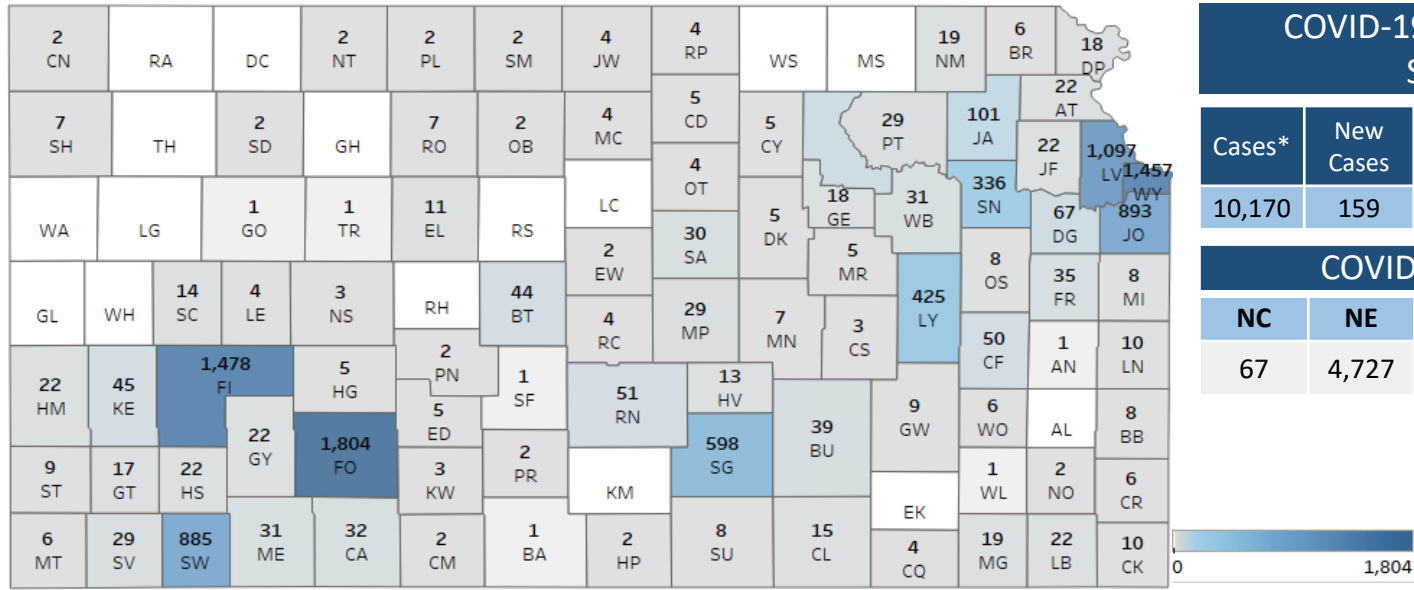 2
CN
RA
DC
2
NT
2
PL
2
SM
4
JW
4
RP
WS
MS
19
NM
6
BR
18
DP
7
SH
TH
2
SD
GH
7
RO
2
OB
4
MC
5
CD
5
CY
29
PT
101
JA
22
AT
22
JF
1,097
LV
1,457
WY
WA
LG
1
GO
1
TR
11
EL
RS
LC
4
OT
30
SA
5
DK
18
GE
31
WB
336
SN
67
DG
893
JO
GL
WH
14
SC
4
LE
3
NS
RH
44
BT
2
EW
4
RC
29
MP
7
MN
5
MR
3
CS
425
LY
8
OS
35
FR
8
MI
22
HM
45
KE
1,478
FI
5
HG
2
PN
1
SF
51
RN
13
HV
50
CF
1
AN
10
LN
22
GY
1,804
FO
5
ED
2
PR
598
SG
39
BU
9
GW
6
WO
AL
8
BB
9
ST
17
GT
22
HS
3
KW
KM
EK
1
WL
2
NO
6
CR
6
MT
29
SV
885
SW
31
ME
32
CA
2
CM
1
BA
2
HP
8
SU
15
CL
4
CQ
19
MG
22
LB
10
CK
COVID-19
S
Cases*
New
Cases
10,170
159
COVID
NC
NE
67
4,727
0
1,804